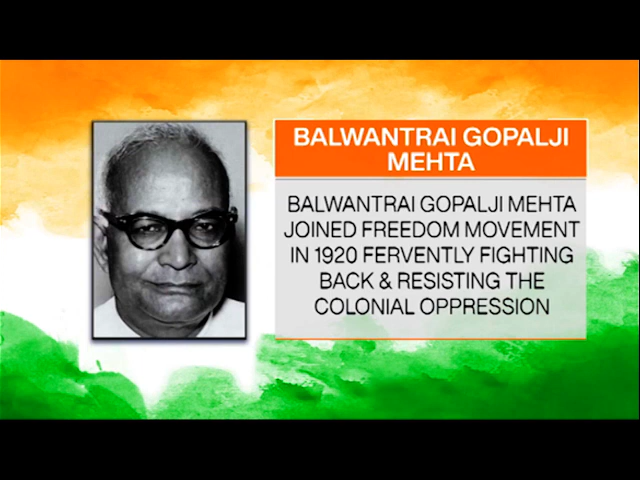 BALWANTRAI GOPALJI
MEHTA
BALWANTRAI GOPALJI MEHTA
JOINED FREEDOM MOVEMENT
IN 1920 FERVENTLY FIGHTING
BACK & RESISTING THE
COLONIAL OPPRESSION